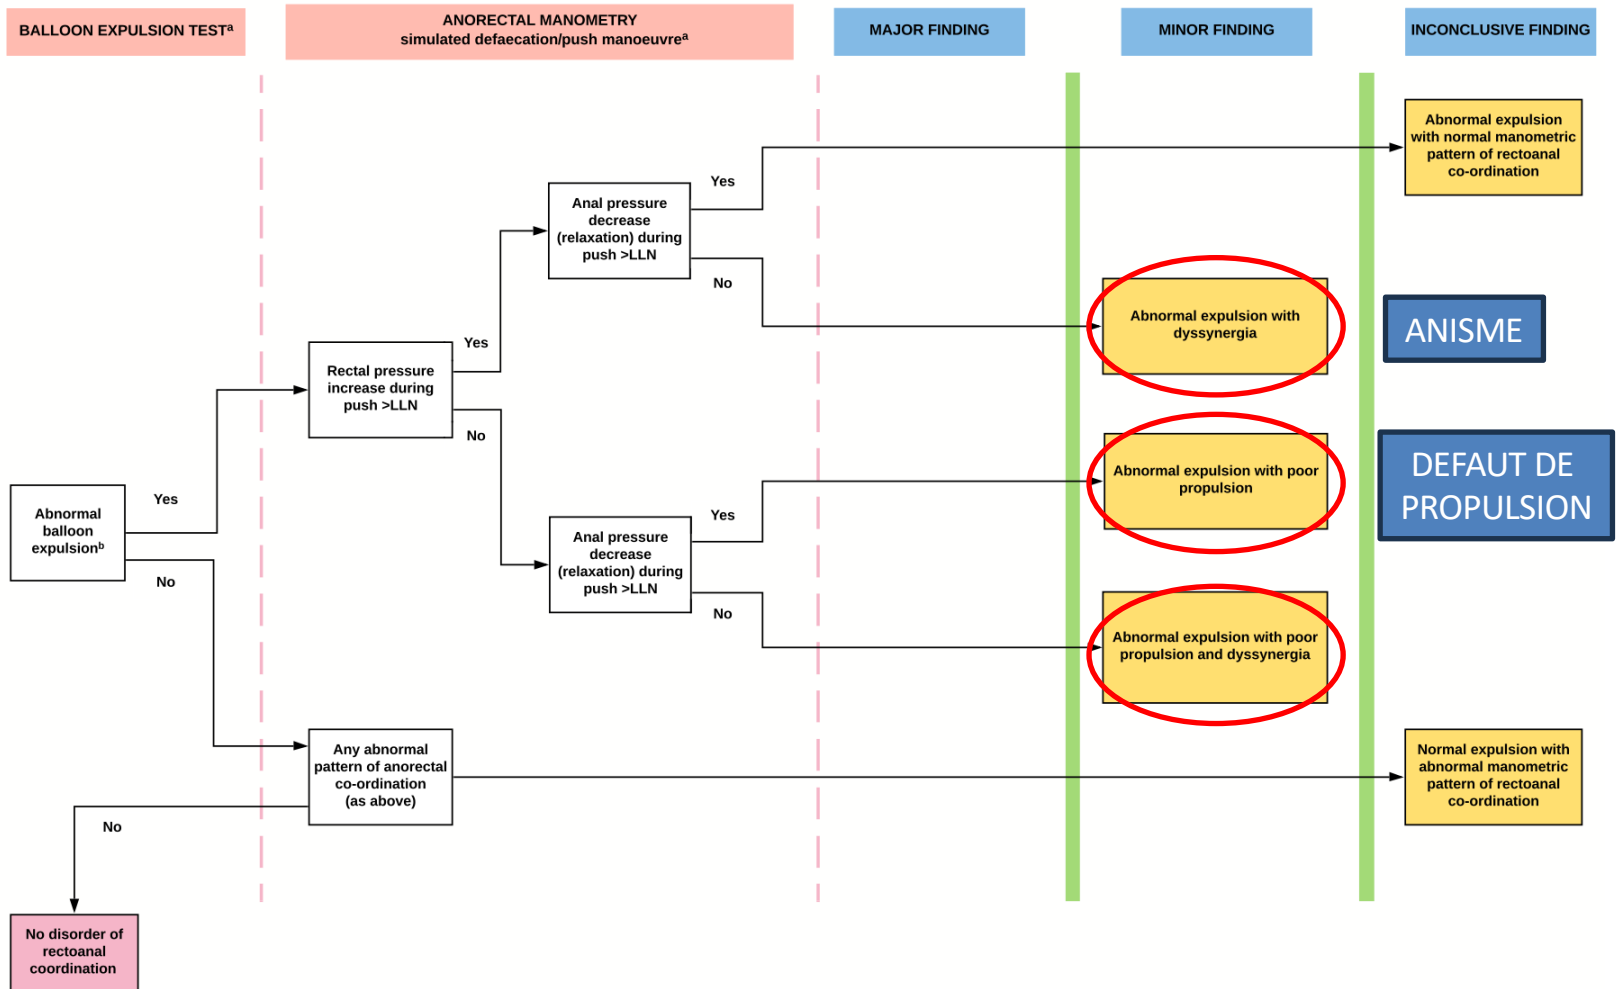 BALLOON EXPULSION TESTᵃ
ANORECTAL MANOMETRY
simulated defaecation/push manoeuvreᵃ
MAJOR FINDING
MINOR FINDING
INCONCLUSIVE FINDING
Abnormal expulsion
with normal manometric
pattern of rectoanal
co-ordination
Yes
Anal pressure
decrease
(relaxation) during
push >LLN
No
Abnormal expulsion with
dyssynergia
ANISME
Yes
Rectal pressure
increase during
push >LLN
No
Abnormal expulsion with poor
propulsion
DEFAUT DE
PROPULSION
Yes
Abnormal
balloon
expulsionᵇ
No
Yes
Anal pressure
decrease
(relaxation) during
push >LLN
No
Abnormal expulsion with poor
propulsion and dyssynergia
Any abnormal
pattern of anorectal
co-ordination
(as above)
Normal expulsion with
abnormal manometric
pattern of rectoanal
co-ordination
No
No disorder of
rectoanal
coordination